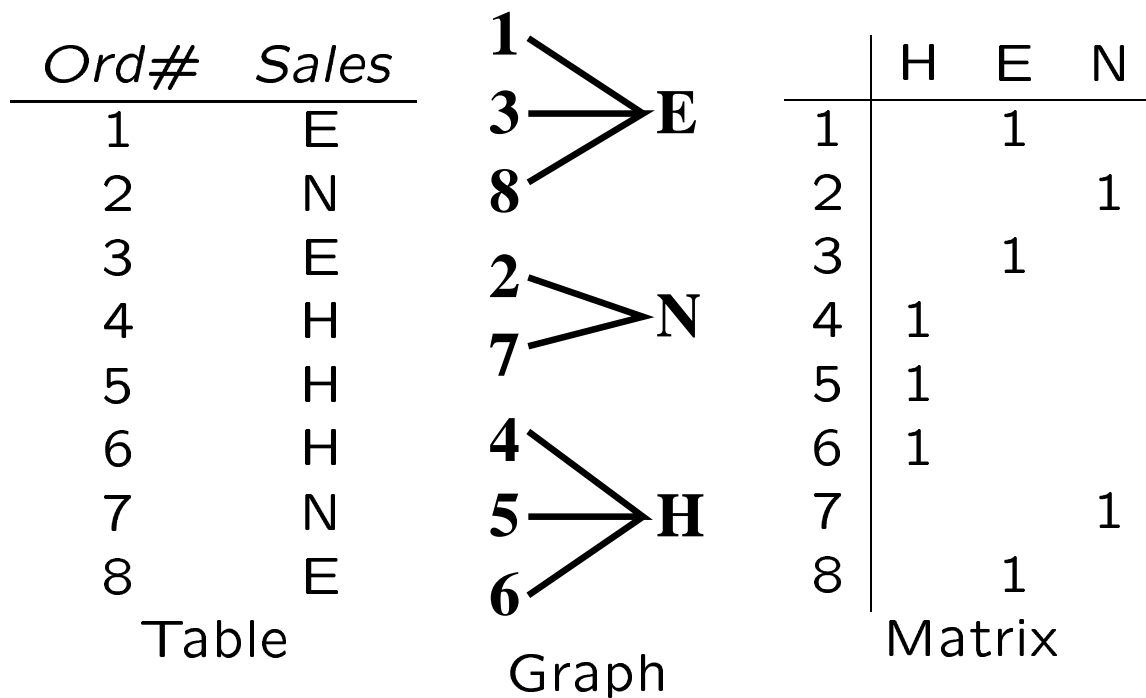 Ord# Sales
1 E
2 N
3 E
4 H
5 H
6 H
7 N
8 E
Table
1
3 E
8
2
N
7
4
5 H
6
Graph
H E N
1 1
2 1
3 1
4 1
5 1
6 1
7 1
8 1
Matrix